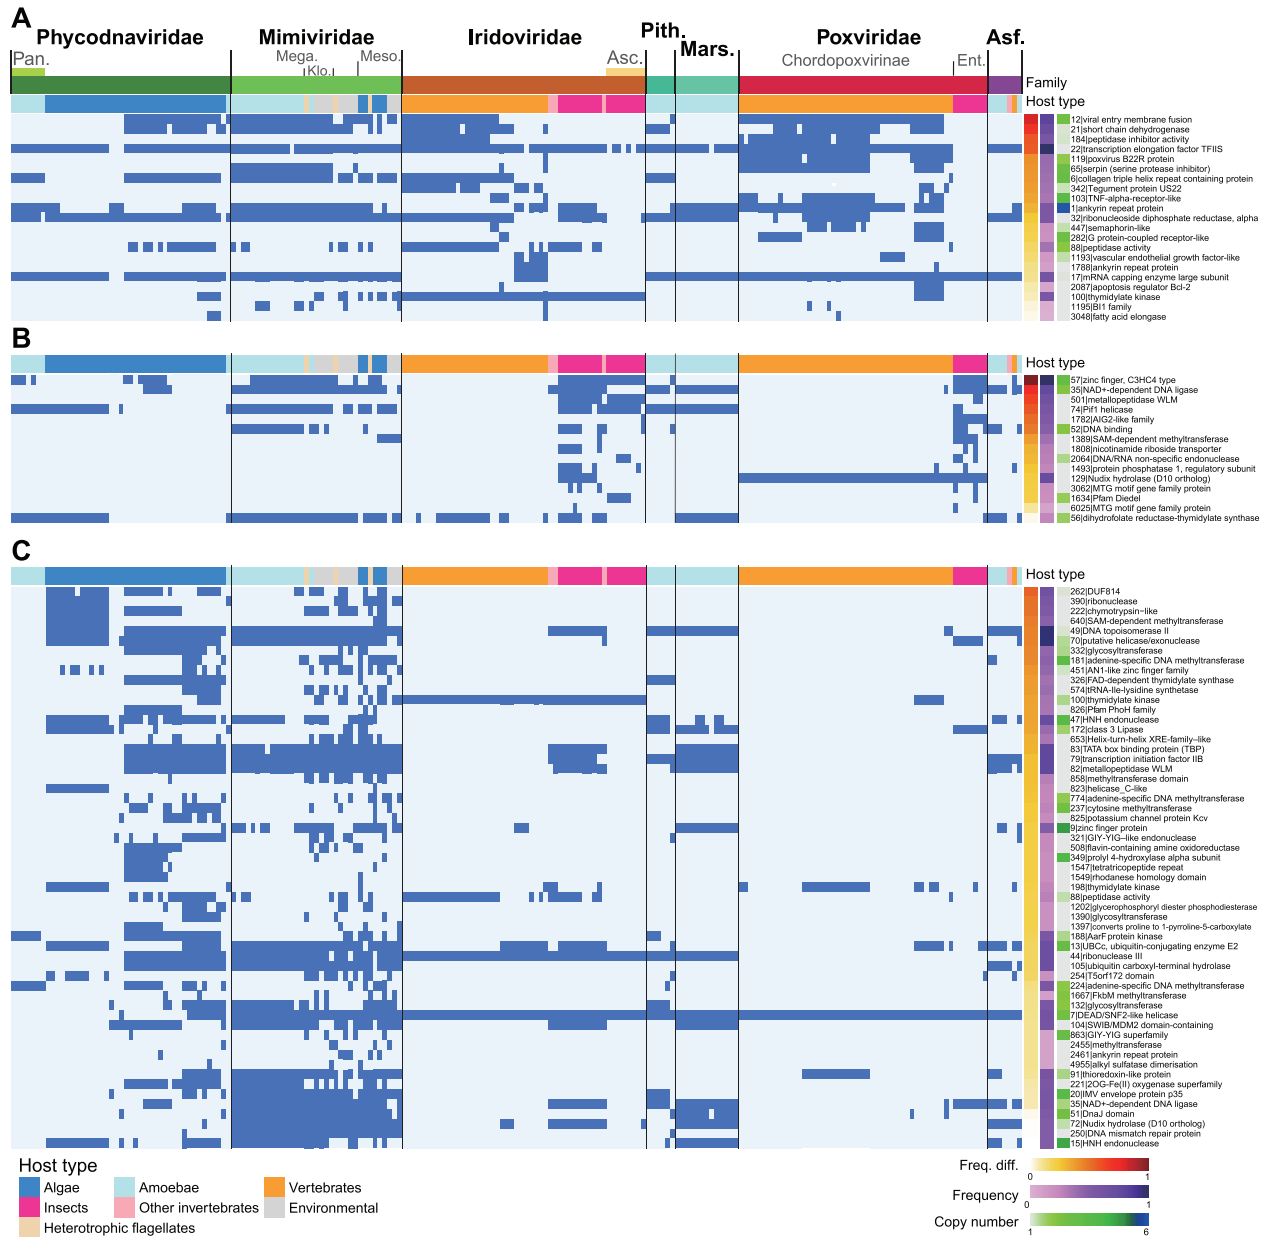 A
Phycodnaviridae
Mimiviridae
Iridoviridae
Pith.
Mars.
Poxviridae
Asf.
Pan.
Mega.
Klo.
Meso.
Asc.
Chordopoxvirinae
Ent.
Family
Host type
12|viral entry membrane fusion
21|short chain dehydrogenase
184|peptidase inhibitor activity
22|transcription elongation factor TFIIS
119|poxvirus B22R protein
65|serpin (serine protease inhibitor)
6|collagen triple helix repeat containing protein
342|Tegument protein US22
103|TNF-alpha-receptor-like
1|ankyrin repeat protein
32|ribonucleoside diphosphate reductase, alpha
447|semaphorin-like
282|G protein-coupled receptor-like
88|peptidase activity
1193|vascular endothelial growth factor-like
1788|ankyrin repeat protein
17|mRNA capping enzyme large subunit
2087|apoptosis regulator Bcl-2
100|thymidylate kinase
1195|BI1 family
3048|fatty acid elongase
B
Host type
57|zinc finger, C3HC4 type
35|NAD+-dependent DNA ligase
501|metallopeptidase WLM
74|Pif1 helicase
1782|AIG2-like family
52|DNA binding
1389|SAM-dependent methyltransferase
1808|nicotinamide riboside transporter
2064|DNA/RNA non-specific endonuclease
1493|protein phosphatase 1, regulatory subunit
129|Nudix hydrolase (D10 ortholog)
3062|MTG motif gene family protein
1634|Pfam Diedel
6025|MTG motif gene family protein
56|dihydrofolate reductase-thymidylate synthase
C
Host type
262|DUF814
390|ribonuclease
222|chymotrypsin−like
640|SAM-dependent methyltransferase
49|DNA topoisomerase II
70|putative helicase/exonuclease
332|glycosyltransferase
181|adenine-specific DNA methyltransferase
451|AN1-like zinc finger family
326|FAD-dependent thymidylate synthase
574|tRNA-Ile-lysidine synthetase
100|thymidylate kinase
826|Pfam PhoH family
47|HNH endonuclease
172|class 3 Lipase
653|Helix-turn-helix XRE-family–like
83|TATA box binding protein (TBP)
79|transcription initiation factor IIB
82|metallopeptidase WLM
858|methyltransferase domain
823|helicase_C-like
774|adenine-specific DNA methyltransferase
237|cytosine methyltransferase
825|potassium channel protein Kcv
9|zinc finger protein
321|GIY-YIG–like endonuclease
508|flavin-containing amine oxidoreductase
349|prolyl 4-hydroxylase alpha subunit
1547|tetratricopeptide repeat
1549|rhodanese homology domain
198|thymidylate kinase
88|peptidase activity
1202|glycerophosphoryl diester phosphodiesterase
1390|glycosyltransferase
1397|converts proline to 1-pyrroline-5-carboxylate
188|AarF protein kinase
13|UBCc, ubiquitin-conjugating enzyme E2
44|ribonuclease III
105|ubiquitin carboxyl-terminal hydrolase
254|T5orf172 domain
224|adenine-specific DNA methyltransferase
1667|FkbM methyltransferase
132|glycosyltransferase
7|DEAD/SNF2-like helicase
104|SWIB/MDM2 domain-containing
863|GIY-YIG superfamily
2455|methyltransferase
2461|ankyrin repeat protein
4955|alkyl sulfatase dimerisation
91|thioredoxin-like protein
221|2OG-Fe(II) oxygenase superfamily
20|IMV envelope protein p35
35|NAD+-dependent DNA ligase
51|DnaJ domain
72|Nudix hydrolase (D10 ortholog)
250|DNA mismatch repair protein
15|HNH endonuclease
Host type
Algae
Amoebae
Vertebrates
Insects
Other invertebrates
Environmental
Heterotrophic flagellates
Freq. diff.
0 1
Frequency
0 1
Copy number
1 6